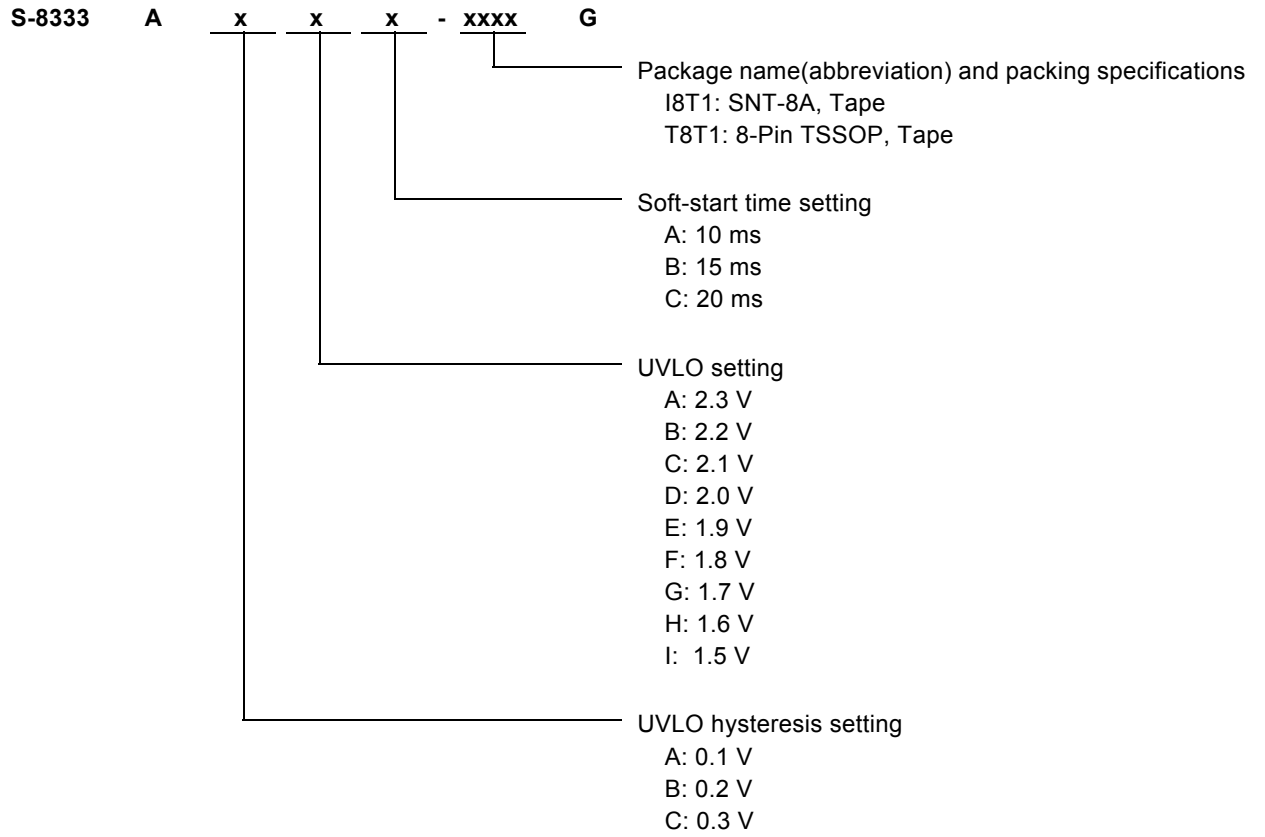 S-8333 A x x x - xxxx G
Package name(abbreviation) and packing specifications
I8T1: SNT-8A, Tape
T8T1: 8-Pin TSSOP, Tape
Soft-start time setting
A: 10 ms
B: 15 ms
C: 20 ms
UVLO setting
A: 2.3 V
B: 2.2 V
C: 2.1 V
D: 2.0 V
E: 1.9 V
F: 1.8 V
G: 1.7 V
H: 1.6 V
I: 1.5 V
UVLO hysteresis setting
A: 0.1 V
B: 0.2 V
C: 0.3 V